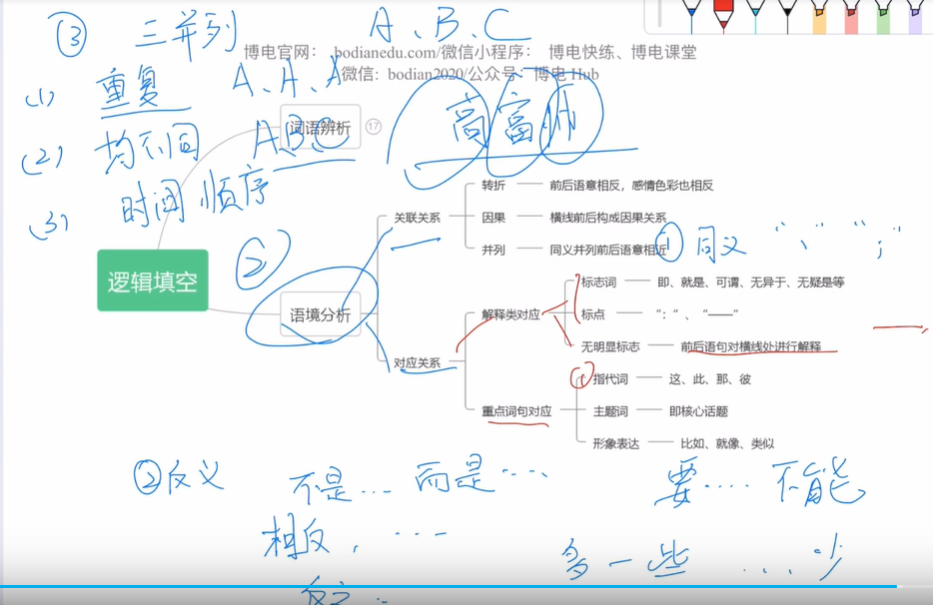 ③ 三并列 A、B、C
博电官网: bodianedu.com/微信小程序: 博电快练、博电课堂
微信: bodian2020/公众号: 博电Hub
(1) 重复 A、A、A
高富帅
词语辨析 17
(2) 均不同 ABC
(3) 时间顺序
转折 前后语意相反，感情色彩也相反
关联关系 因果 横线前后构成因果关系
并列 同义并列前后语意相近 ①同义 “、” “；”
逻辑填空
②
语境分析
标志词 即、就是、可谓、无异于、无疑是等
解释类对应 标点 “：”、“——”
无明显标志 前后语句对横线处进行解释
对应关系
指代词 这、此、那、彼
重点词句对应 主题词 即核心话题
形象表达 比如、就像、类似
②反义 不是… 而是… 要… 不能
相反，…
多一些 … 少